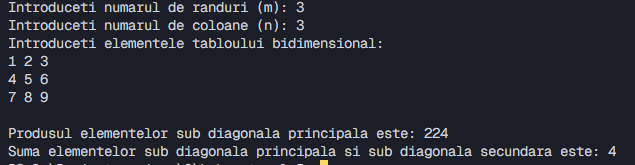 Introduceti numarul de randuri (m): 3
Introduceti numarul de coloane (n): 3
Introduceti elementele tabloului bidimensional:
1 2 3
4 5 6
7 8 9
Produsul elementelor sub diagonala principala este: 224
Suma elementelor sub diagonala principala si sub diagonala secundara este: 4